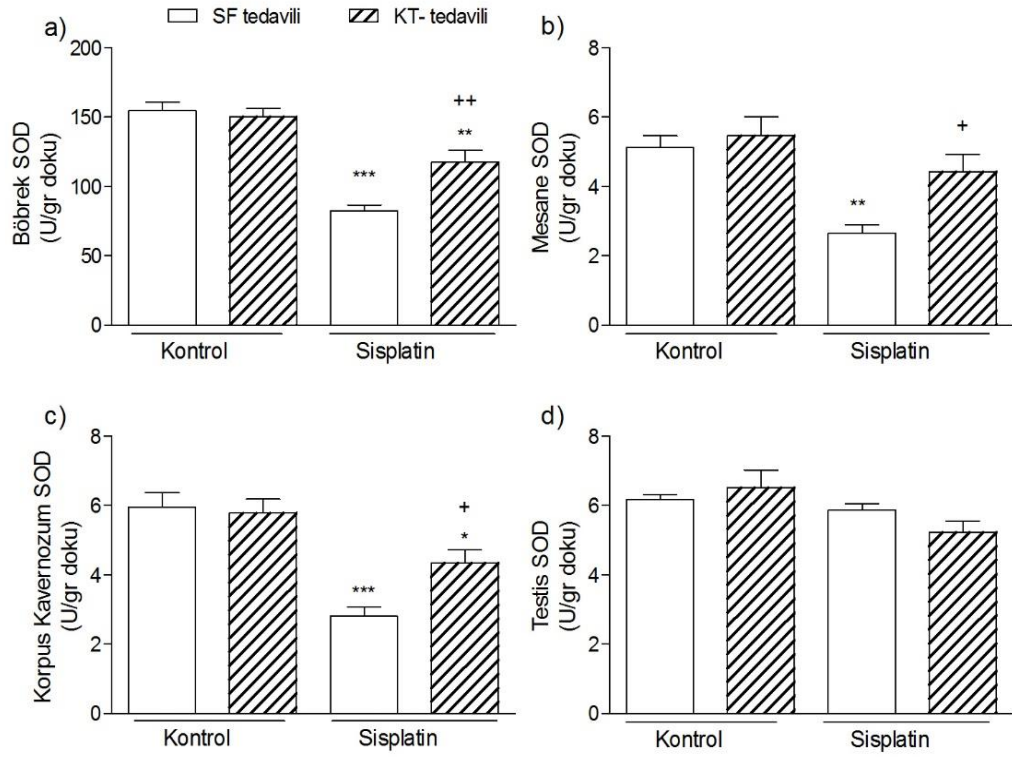 SF tedavili KT- tedavili
a)
Böbrek SOD
(U/gr doku)
200
150
100
50
0
***
++
**
Kontrol Sisplatin
b)
Mesane SOD
(U/gr doku)
8
6
4
2
0
**
+
Kontrol Sisplatin
c)
Korpus Kavernozum SOD
(U/gr doku)
8
6
4
2
0
***
+
*
Kontrol Sisplatin
d)
Testis SOD
(U/gr doku)
8
6
4
2
0
Kontrol Sisplatin